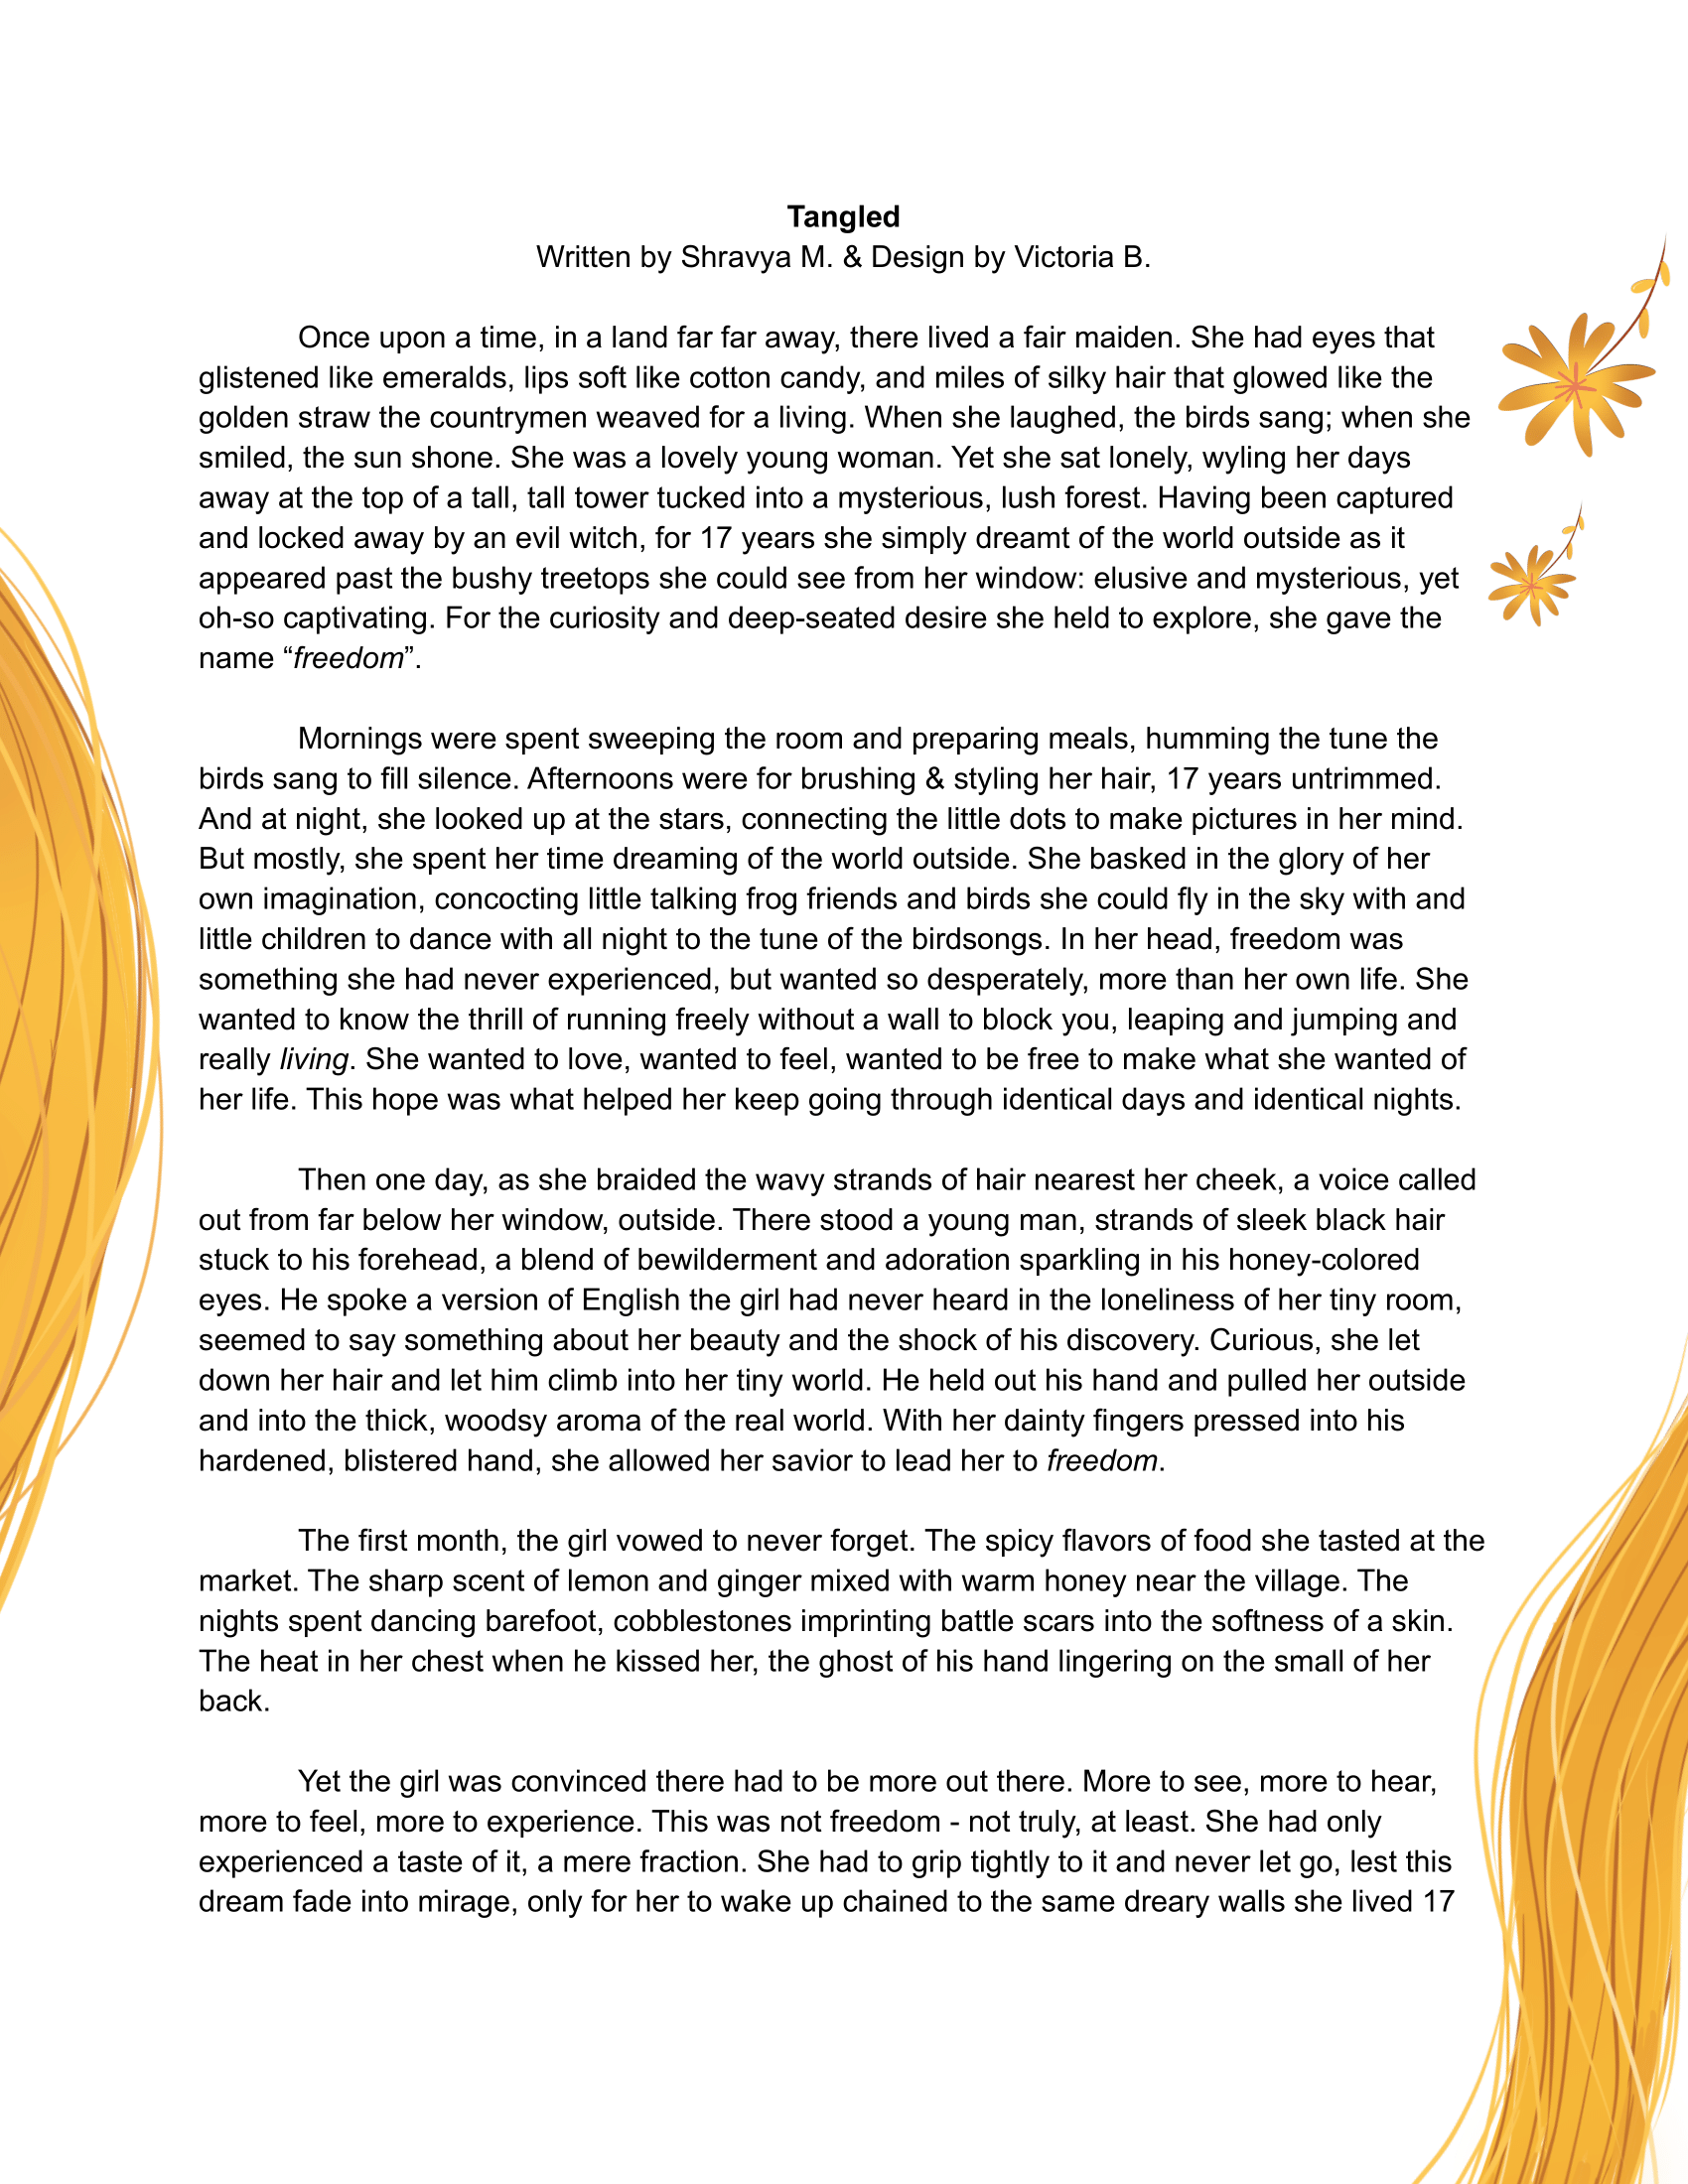 Tangled
Written by Shravya M. & Design by Victoria B.
Once upon a time, in a land far far away, there lived a fair maiden. She had eyes that
glistened like emeralds, lips soft like cotton candy, and miles of silky hair that glowed like the
golden straw the countrymen weaved for a living. When she laughed, the birds sang; when she
smiled, the sun shone. She was a lovely young woman. Yet she sat lonely, wyling her days
away at the top of a tall, tall tower tucked into a mysterious, lush forest. Having been captured
and locked away by an evil witch, for 17 years she simply dreamt of the world outside as it
appeared past the bushy treetops she could see from her window: elusive and mysterious, yet
oh-so captivating. For the curiosity and deep-seated desire she held to explore, she gave the
name “freedom”.
Mornings were spent sweeping the room and preparing meals, humming the tune the
birds sang to fill silence. Afternoons were for brushing & styling her hair, 17 years untrimmed.
And at night, she looked up at the stars, connecting the little dots to make pictures in her mind.
But mostly, she spent her time dreaming of the world outside. She basked in the glory of her
own imagination, concocting little talking frog friends and birds she could fly in the sky with and
little children to dance with all night to the tune of the birdsongs. In her head, freedom was
something she had never experienced, but wanted so desperately, more than her own life. She
wanted to know the thrill of running freely without a wall to block you, leaping and jumping and
really living. She wanted to love, wanted to feel, wanted to be free to make what she wanted of
her life. This hope was what helped her keep going through identical days and identical nights.
Then one day, as she braided the wavy strands of hair nearest her cheek, a voice called
out from far below her window, outside. There stood a young man, strands of sleek black hair
stuck to his forehead, a blend of bewilderment and adoration sparkling in his honey-colored
eyes. He spoke a version of English the girl had never heard in the loneliness of her tiny room,
seemed to say something about her beauty and the shock of his discovery. Curious, she let
down her hair and let him climb into her tiny world. He held out his hand and pulled her outside
and into the thick, woodsy aroma of the real world. With her dainty fingers pressed into his
hardened, blistered hand, she allowed her savior to lead her to freedom.
The first month, the girl vowed to never forget. The spicy flavors of food she tasted at the
market. The sharp scent of lemon and ginger mixed with warm honey near the village. The
nights spent dancing barefoot, cobblestones imprinting battle scars into the softness of a skin.
The heat in her chest when he kissed her, the ghost of his hand lingering on the small of her
back.
Yet the girl was convinced there had to be more out there. More to see, more to hear,
more to feel, more to experience. This was not freedom - not truly, at least. She had only
experienced a taste of it, a mere fraction. She had to grip tightly to it and never let go, lest this
dream fade into mirage, only for her to wake up chained to the same dreary walls she lived 17